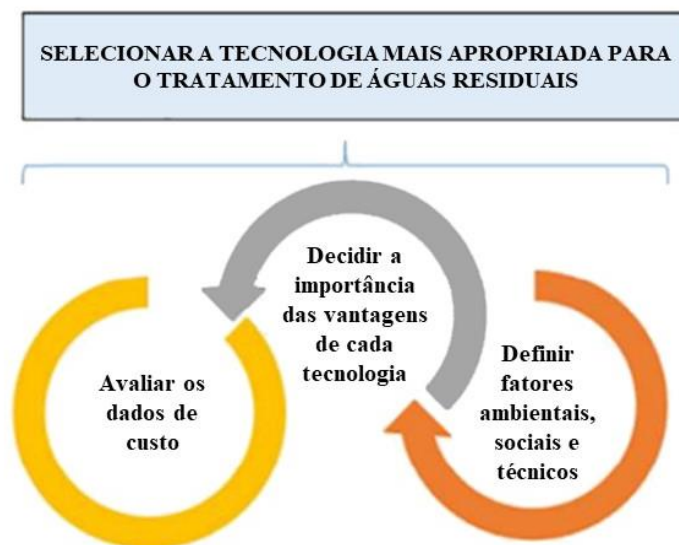 SELECIONAR A TECNOLOGIA MAIS APROPRIADA PARA
O TRATAMENTO DE ÁGUAS RESIDUAIS
Avaliar os
dados de
custo
Decidir a
importância
das vantagens
de cada
tecnologia
Definir
fatores
ambientais,
sociais e
técnicos